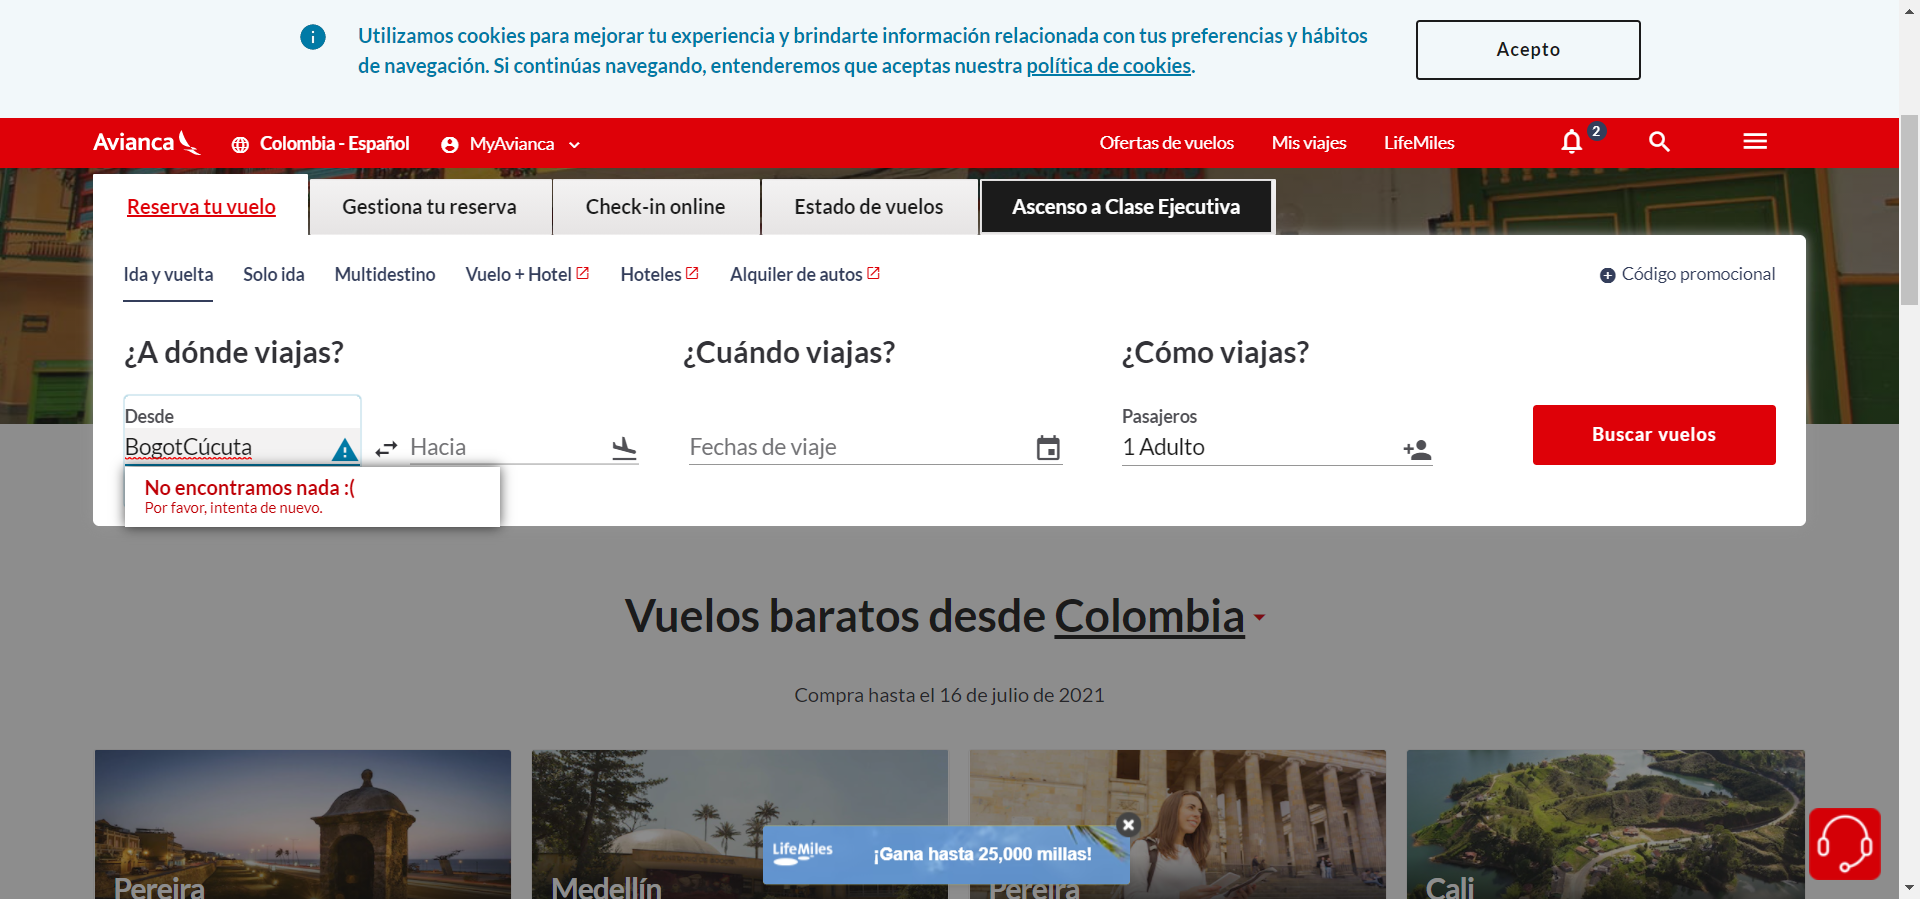 Utilizamos cookies para mejorar tu experiencia y brindarte información relacionada con tus preferencias y hábitos
de navegación. Si continúas navegando, entenderemos que aceptas nuestra política de cookies.
Acepto
Avianca
Colombia - Español
MyAvianca
Ofertas de vuelos
Mis viajes
LifeMiles
2
Reserva tu vuelo
Gestiona tu reserva
Check-in online
Estado de vuelos
Ascenso a Clase Ejecutiva
Ida y vuelta
Solo ida
Multidestino
Vuelo + Hotel
Hoteles
Alquiler de autos
Código promocional
¿A dónde viajas?
¿Cuándo viajas?
¿Cómo viajas?
Desde
BogotCúcuta
Hacia
Fechas de viaje
Pasajeros
1 Adulto
Buscar vuelos
No encontramos nada :(
Por favor, intenta de nuevo.
Vuelos baratos desde Colombia
Compra hasta el 16 de julio de 2021
LifeMiles
¡Gana hasta 25,000 millas!
Pereira
Medellín
Pereira
Cali